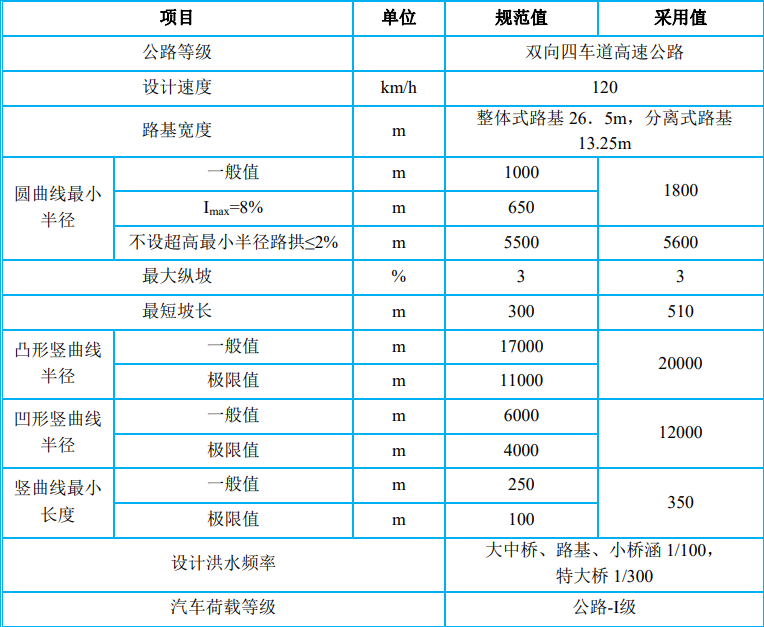 项目 单位 规范值 采用值
公路等级 双向四车道高速公路
设计速度 km/h 120
路基宽度 m 整体式路基 26．5m，分离式路基
13.25m
圆曲线最小
半径
一般值 m 1000 1800
Imax=8% m 650
不设超高最小半径路拱≤2% m 5500 5600
最大纵坡 % 3 3
最短坡长 m 300 510
凸形竖曲线
半径
一般值 m 17000 20000
极限值 m 11000
凹形竖曲线
半径
一般值 m 6000 12000
极限值 m 4000
竖曲线最小
长度
一般值 m 250 350
极限值 m 100
设计洪水频率 大中桥、路基、小桥涵 1/100，
特大桥 1/300
汽车荷载等级 公路-I级